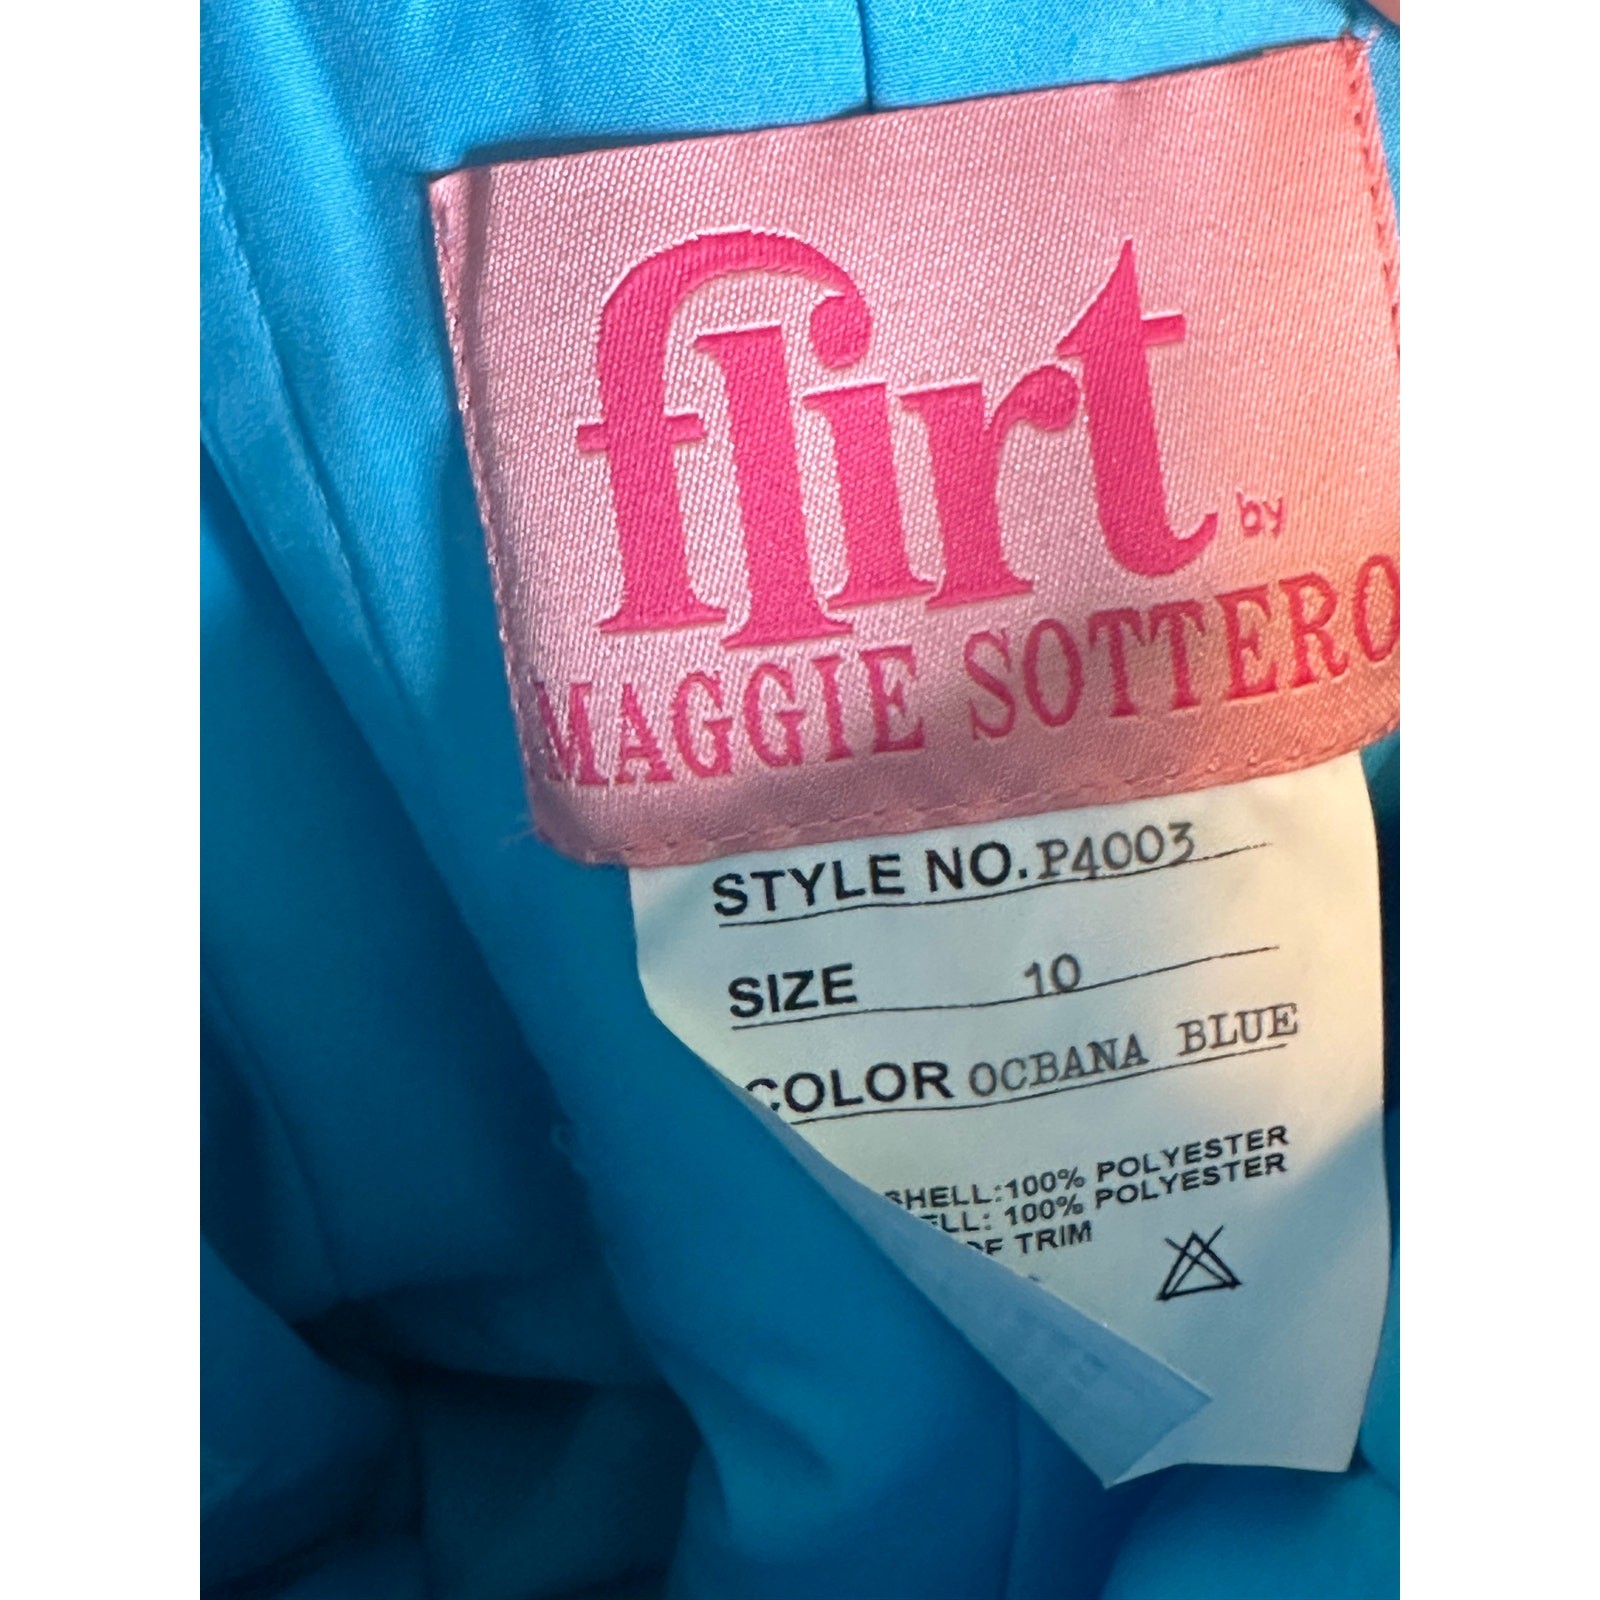 flirt by
MAGGIE SOTTERO
STYLE NO. P4003
SIZE 10
COLOR OCBANA BLUE
SHELL:100% POLYESTER
ELL: 100% POLYESTER
OF TRIM